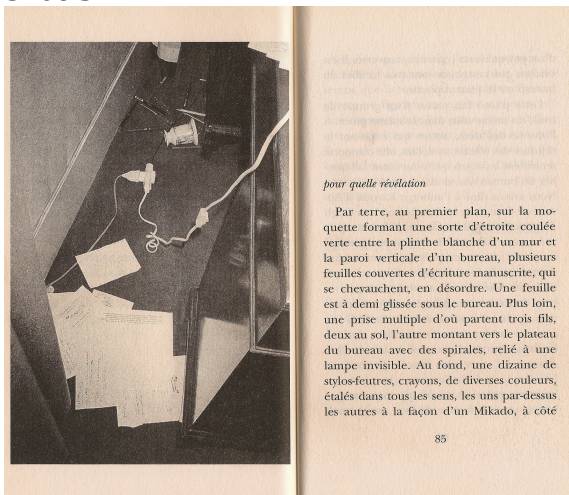 pour quelle révélation
Par terre, au premier plan, sur la mo-
quette formant une sorte d'étroite coulée
verte entre la plinthe blanche d'un mur et
la paroi verticale d'un bureau, plusieurs
feuilles couvertes d'écriture manuscrite, qui
se chevauchent, en désordre. Une feuille
est à demi glissée sous le bureau. Plus loin,
une prise multiple d'où partent trois fils,
deux au sol, l'autre montant vers le plateau
du bureau avec des spirales, relié à une
lampe invisible. Au fond, une dizaine de
stylos-feutres, crayons, de diverses couleurs,
étalés dans tous les sens, les uns par-dessus
les autres à la façon d'un Mikado, à côté
85